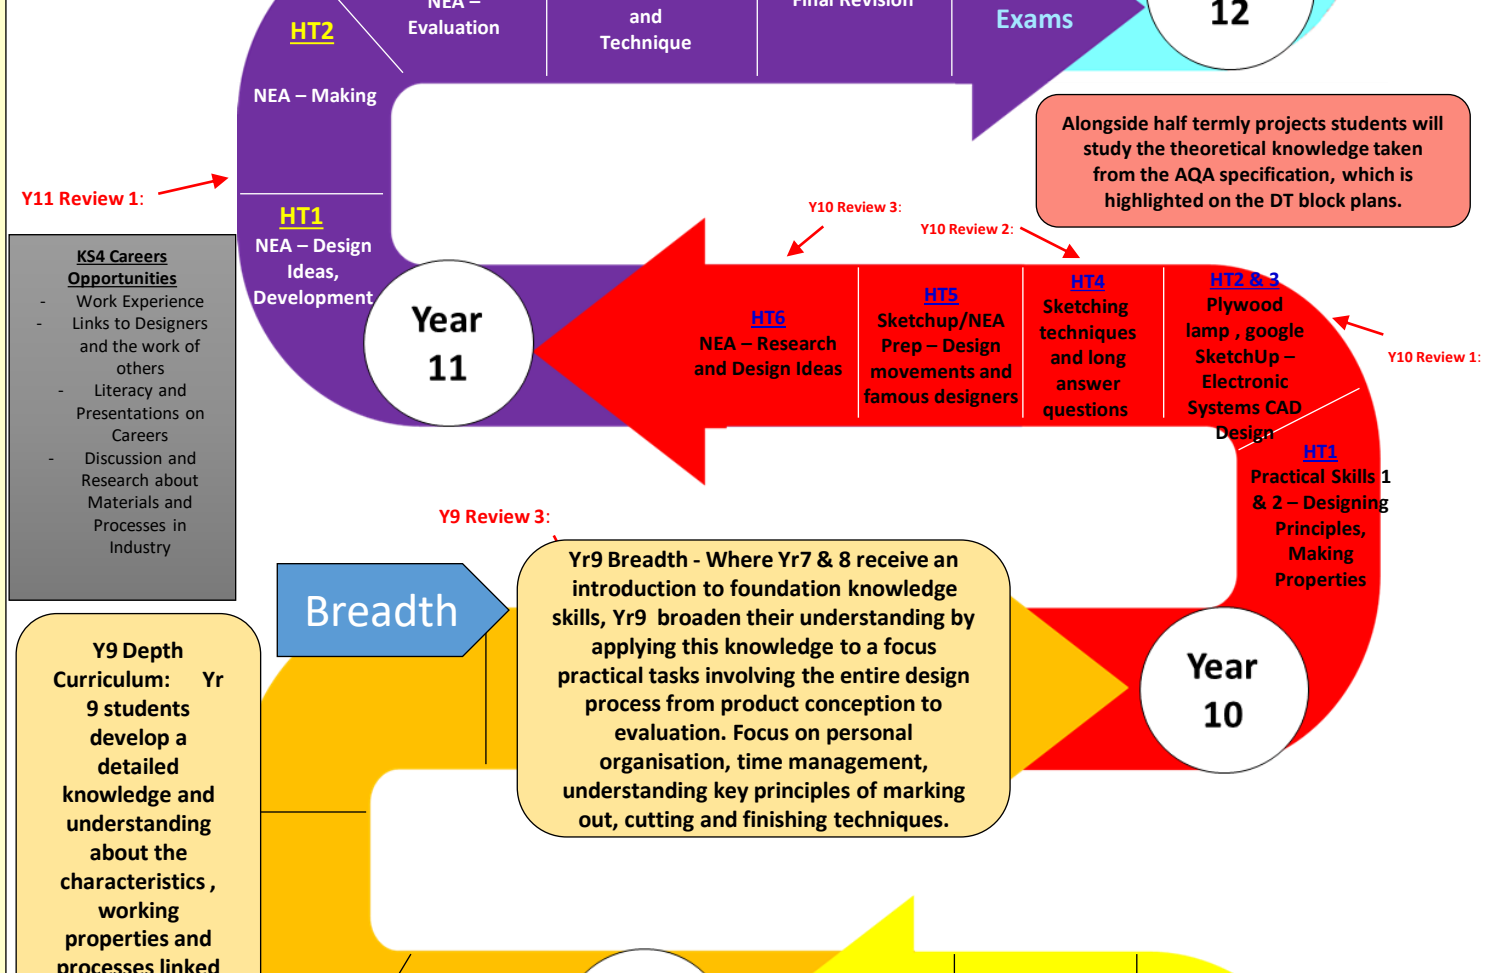 HT2
NEA – Making
NEA –
Evaluation
and
Technique
Final Revision
Exams
12
Alongside half termly projects students will
study the theoretical knowledge taken
from the AQA specification, which is
highlighted on the DT block plans.
Y11 Review 1:
HT1
NEA – Design
Ideas,
Development
Year
11
KS4 Careers
Opportunities
- Work Experience
- Links to Designers
and the work of
others
- Literacy and
Presentations on
Careers
- Discussion and
Research about
Materials and
Processes in
Industry
Y10 Review 3:
Y10 Review 2:
HT6
NEA – Research
and Design Ideas
HT5
Sketchup/NEA
Prep – Design
movements and
famous designers
HT4
Sketching
techniques
and long
answer
questions
HT2 & 3
Plywood
lamp , google
SketchUp –
Electronic
Systems CAD
Design
Y10 Review 1:
HT1
Practical Skills 1
& 2 – Designing
Principles,
Making
Properties
Year
10
Y9 Review 3:
Breadth
Yr9 Breadth - Where Yr7 & 8 receive an
introduction to foundation knowledge
skills, Yr9 broaden their understanding by
applying this knowledge to a focus
practical tasks involving the entire design
process from product conception to
evaluation. Focus on personal
organisation, time management,
understanding key principles of marking
out, cutting and finishing techniques.
Y9 Depth
Curriculum: Yr
9 students
develop a
detailed
knowledge and
understanding
about the
characteristics ,
working
properties and
processes linked